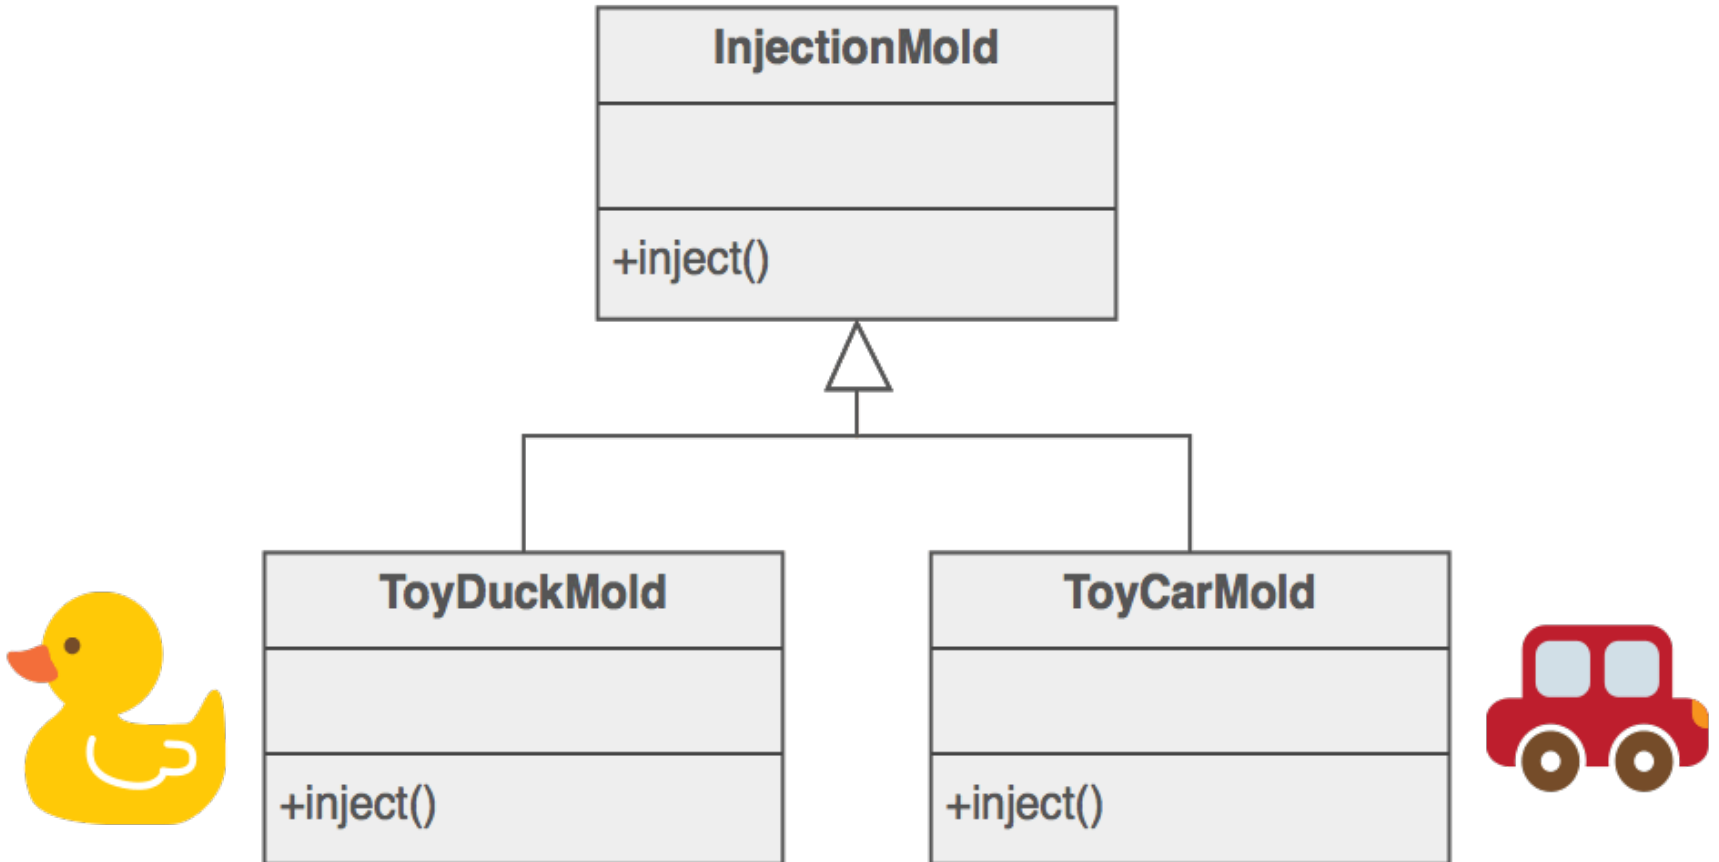 InjectionMold
+inject()
ToyDuckMold
+inject()
ToyCarMold
+inject()